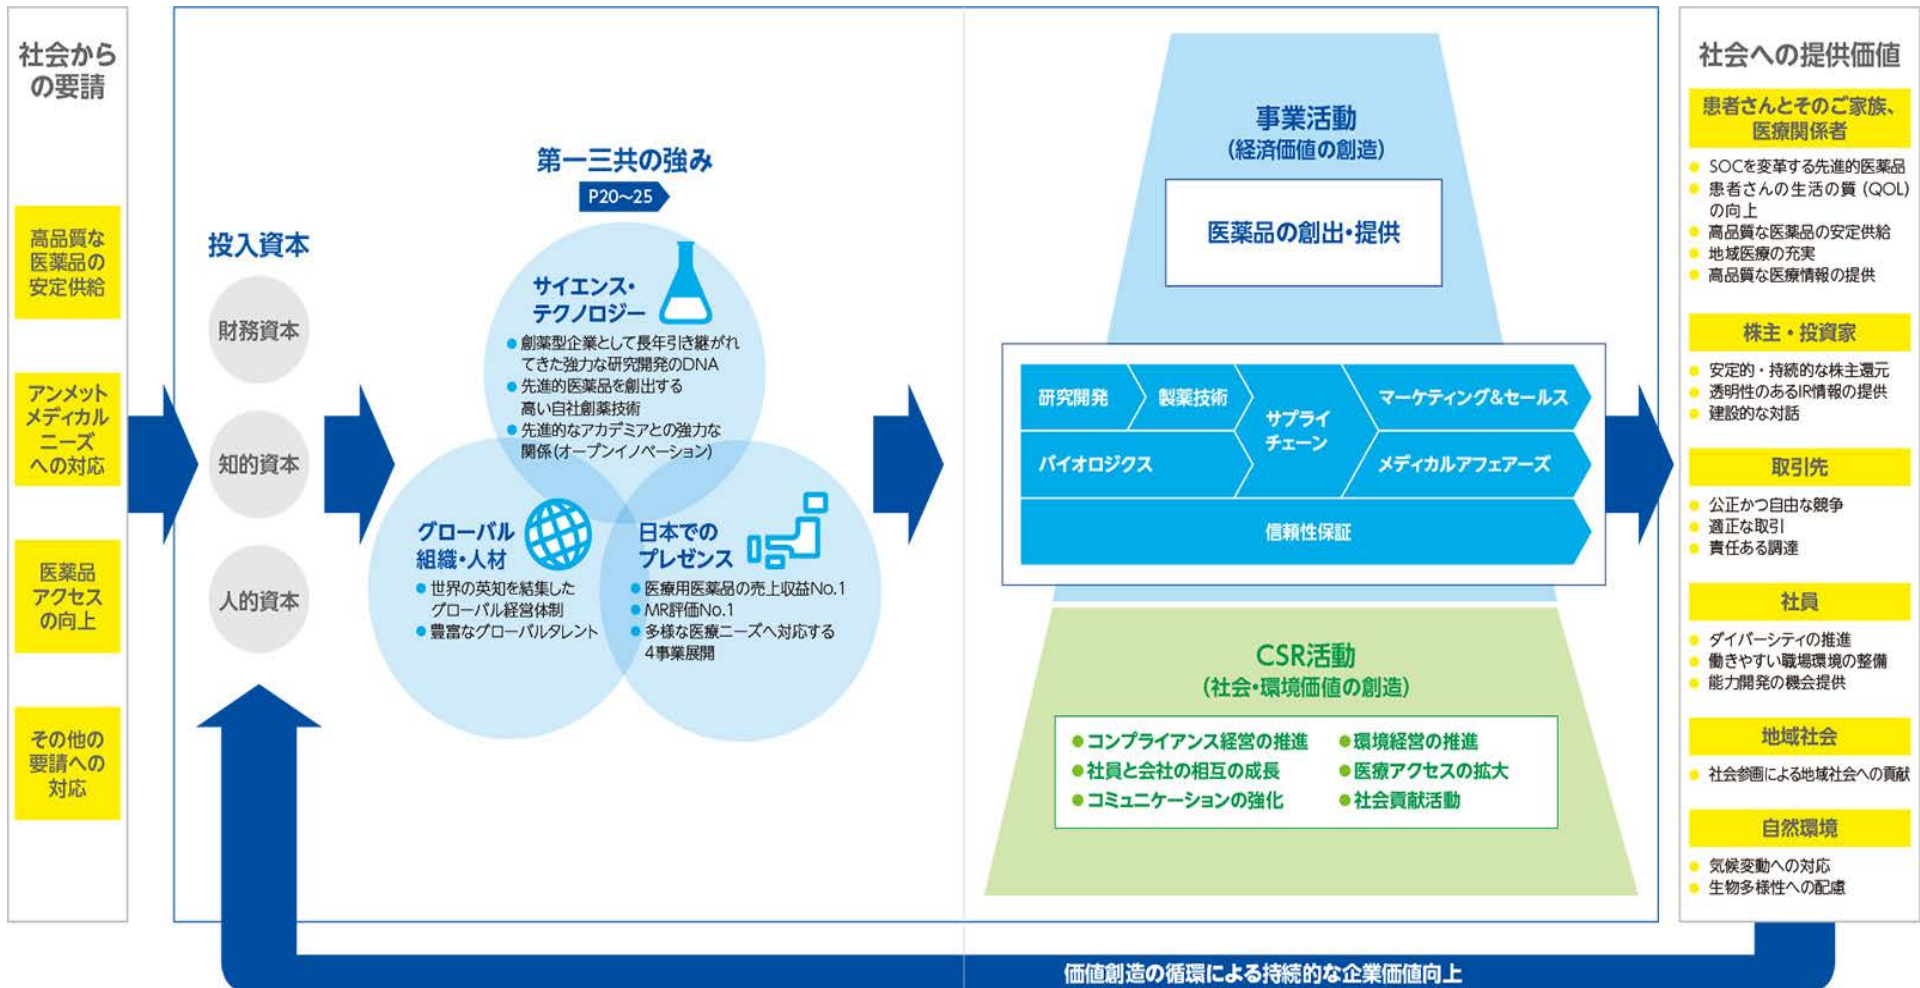 社会から
の要請
高品質な
医薬品の
安定供給
アンメット
メディカル
ニーズ
への対応
医薬品
アクセス
の向上
その他の
要請への
対応
投入資本
財務資本
知的資本
人的資本
第一三共の強み
P20〜25
サイエンス・
テクノロジー
● 創薬型企業として長年引き継がれ
てきた強力な研究開発のDNA
● 先進的医薬品を創出する
高い自社創薬技術
● 先進的なアカデミアとの強力な
関係(オープンイノベーション)
グローバル
組織・人材
● 世界の英知を結集した
グローバル経営体制
● 豊富なグローバルタレント
日本での
プレゼンス
● 医療用医薬品の売上収益No.1
● MR評価No.1
● 多様な医療ニーズへ対応する
4事業展開
事業活動
(経済価値の創造)
医薬品の創出・提供
研究開発
製薬技術
サプライ
チェーン
マーケティング&セールス
バイオロジクス
メディカルアフェアーズ
信頼性保証
CSR活動
(社会・環境価値の創造)
● コンプライアンス経営の推進
● 社員と会社の相互の成長
● コミュニケーションの強化
● 環境経営の推進
● 医療アクセスの拡大
● 社会貢献活動
社会への提供価値
患者さんとそのご家族、
医療関係者
● SOCを変革する先進的医薬品
● 患者さんの生活の質 (QOL)
の向上
● 高品質な医薬品の安定供給
● 地域医療の充実
● 高品質な医療情報の提供
株主・投資家
● 安定的・持続的な株主還元
● 透明性のあるIR情報の提供
● 建設的な対話
取引先
● 公正かつ自由な競争
● 適正な取引
● 責任ある調達
社員
● ダイバーシティの推進
● 働きやすい職場環境の整備
● 能力開発の機会提供
地域社会
● 社会参画による地域社会への貢献
自然環境
● 気候変動への対応
● 生物多様性への配慮
価値創造の循環による持続的な企業価値向上